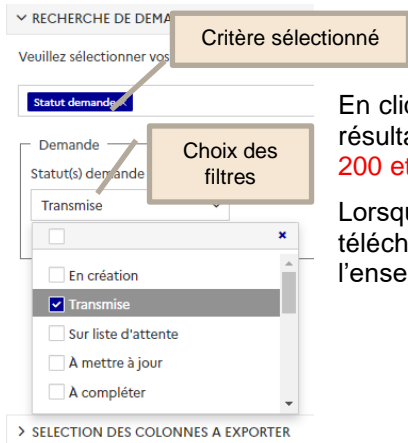 RECHERCHE DE DEMA
Critère sélectionné
Veuillez sélectionner vos
Statut demande
En clic
résulta
200 et
Demande
Choix des
filtres
Statut(s) demande
Transmise
Lorsqu
téléch
l'ense
×
En création
Transmise
Sur liste d'attente
À mettre à jour
À compléter
SELECTION DES COLONNES A EXPORTER